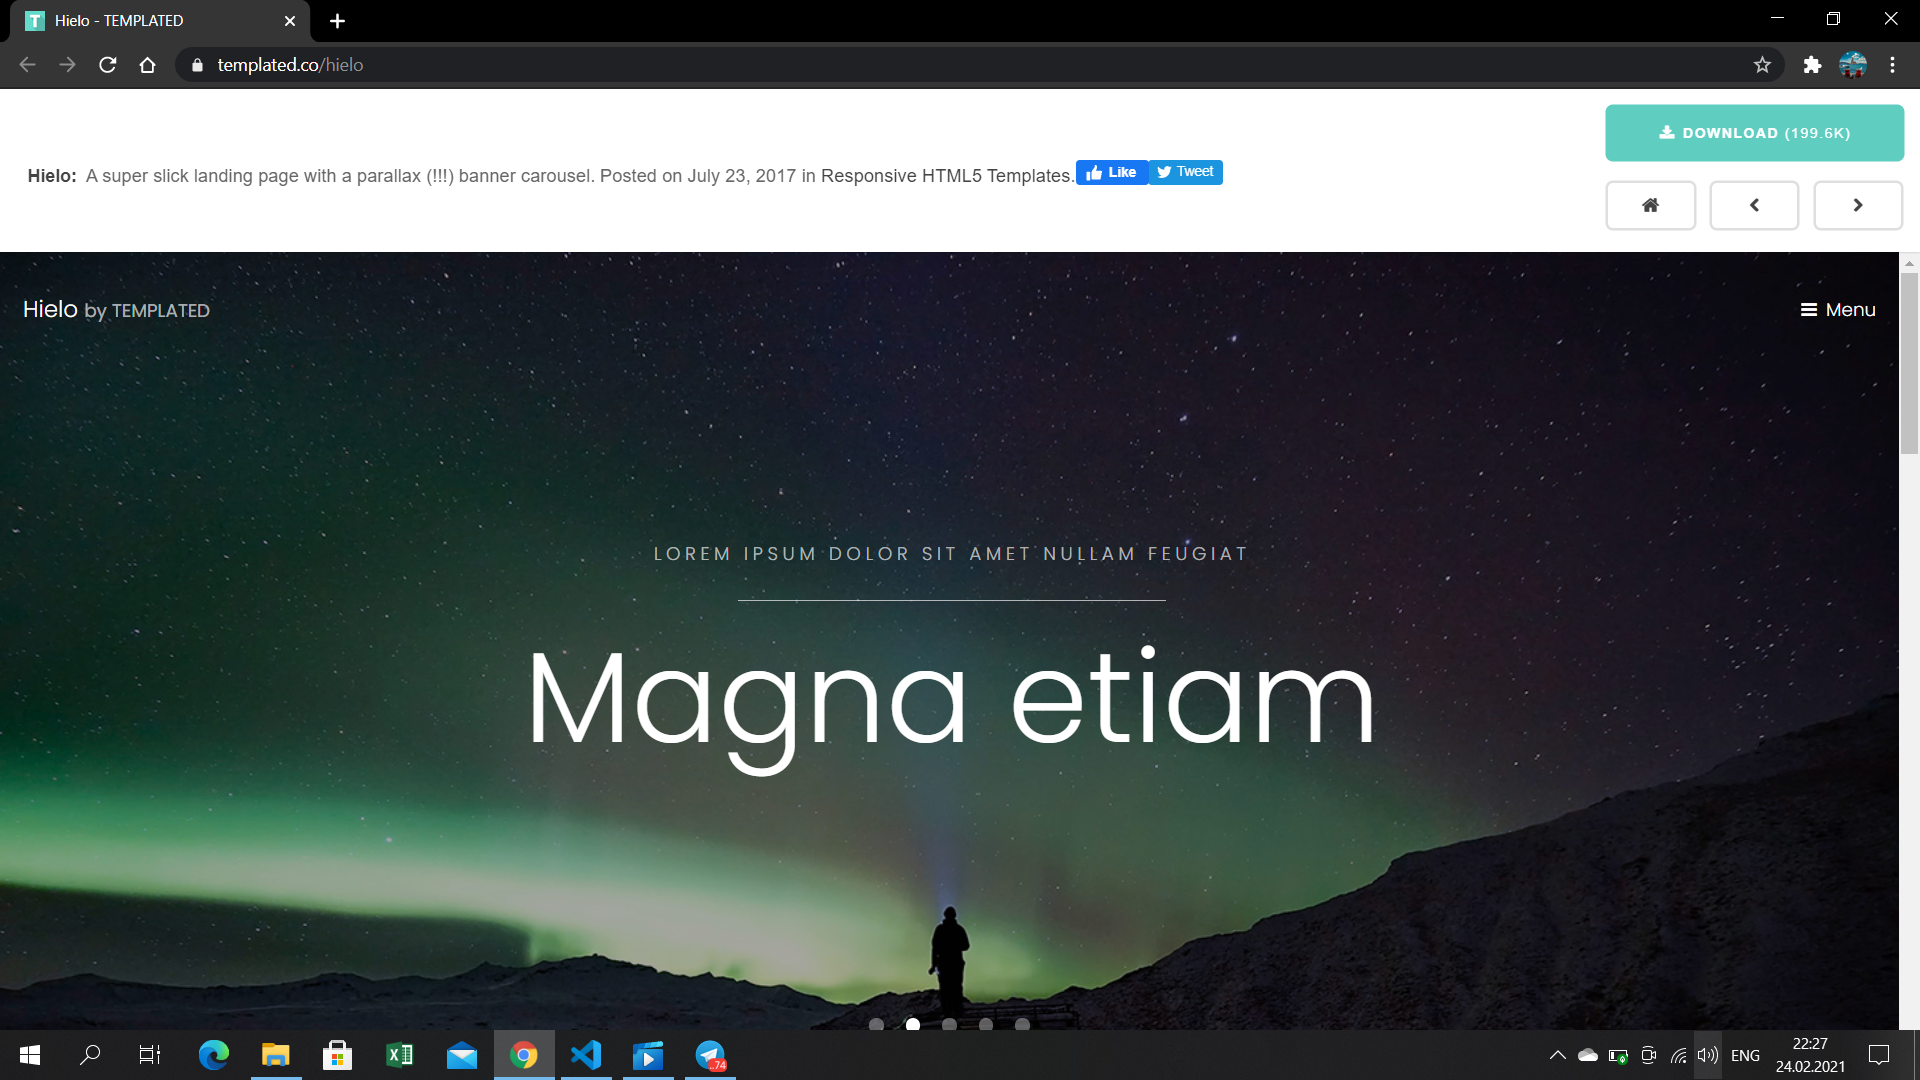 Hielo - TEMPLATED
templated.co/hielo
DOWNLOAD (199.6K)
Hielo: A super slick landing page with a parallax (!!!) banner carousel. Posted on July 23, 2017 in Responsive HTML5 Templates.
Like
Tweet
Hielo by TEMPLATED
Menu
LOREM IPSUM DOLOR SIT AMET NULLAM FEUGIAT
Magna etiam
..74
ENG
22:27
24.02.2021